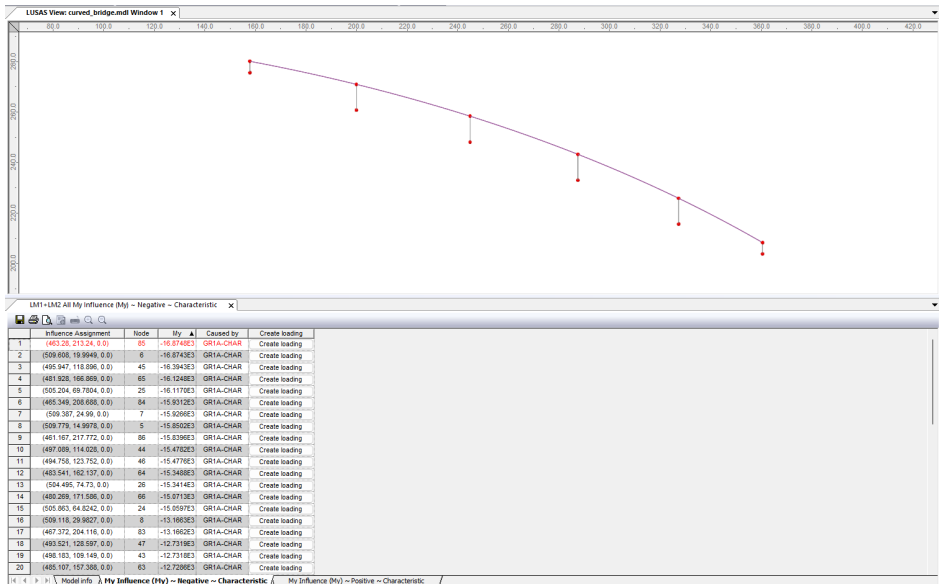 LUSAS View: curved_bridge.mdl Window 1 x
80.0 100.0 120.0 140.0 160.0 180.0 200.0 220.0 240.0 260.0 280.0 300.0 320.0 340.0 360.0 380.0 400.0 420.0
280.0
260.0
240.0
220.0
200.0
LM1+LM2 All My Influence (My) ~ Negative ~ Characteristic x
Influence Assignment Node My Caused by Create loading
1 (463.28, 213.24, 0.0) 85 -16.8748E3 GR1A-CHAR Create loading
2 (509.608, 19.9949, 0.0) 6 -16.8743E3 GR1A-CHAR Create loading
3 (495.947, 118.896, 0.0) 45 -16.3943E3 GR1A-CHAR Create loading
4 (481.928, 166.869, 0.0) 65 -16.1248E3 GR1A-CHAR Create loading
5 (505.204, 69.7804, 0.0) 25 -16.1170E3 GR1A-CHAR Create loading
6 (465.349, 208.688, 0.0) 84 -15.9312E3 GR1A-CHAR Create loading
7 (509.387, 24.99, 0.0) 7 -15.9266E3 GR1A-CHAR Create loading
8 (509.779, 14.9978, 0.0) 5 -15.8502E3 GR1A-CHAR Create loading
9 (461.167, 217.772, 0.0) 86 -15.8396E3 GR1A-CHAR Create loading
10 (497.089, 114.028, 0.0) 44 -15.4782E3 GR1A-CHAR Create loading
11 (494.758, 123.752, 0.0) 46 -15.4776E3 GR1A-CHAR Create loading
12 (483.541, 162.137, 0.0) 64 -15.3488E3 GR1A-CHAR Create loading
13 (504.495, 74.73, 0.0) 26 -15.3414E3 GR1A-CHAR Create loading
14 (480.269, 171.586, 0.0) 66 -15.0713E3 GR1A-CHAR Create loading
15 (505.863, 64.8242, 0.0) 24 -15.0597E3 GR1A-CHAR Create loading
16 (509.118, 29.9827, 0.0) 8 -13.1663E3 GR1A-CHAR Create loading
17 (467.372, 204.116, 0.0) 83 -13.1662E3 GR1A-CHAR Create loading
18 (493.521, 128.597, 0.0) 47 -12.7319E3 GR1A-CHAR Create loading
19 (498.183, 109.149, 0.0) 43 -12.7318E3 GR1A-CHAR Create loading
20 (485.107, 157.388, 0.0) 63 -12.7286E3 GR1A-CHAR Create loading
Model info My Influence (My) ~ Negative ~ Characteristic My Influence (My) ~ Positive ~ Characteristic